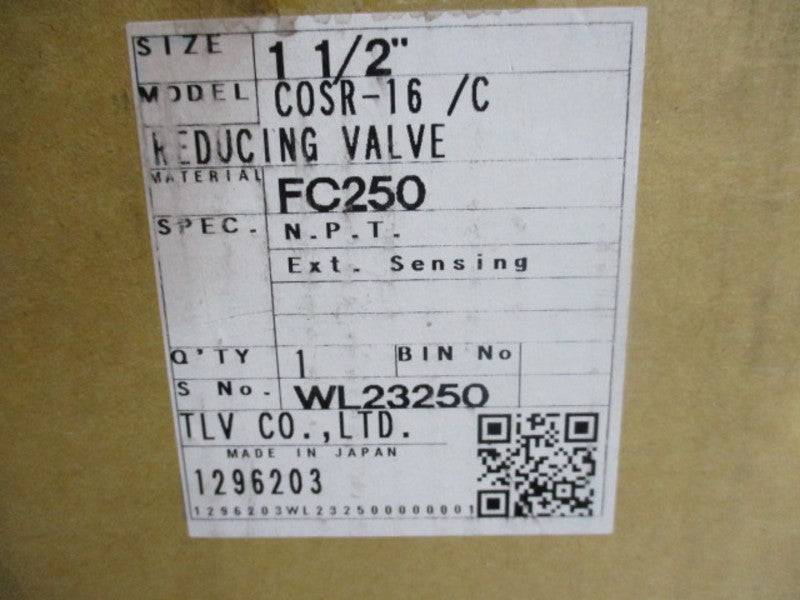 SIZE 1 1/2"
MODEL COSR-16 /C
REDUCING VALVE
MATERIAL FC250
SPEC. N.P.T.
Ext. Sensing
Q'TY 1 BIN No
S No. WL23250
TLV CO.,LTD.
MADE IN JAPAN
1296203
1296203WL232500000001